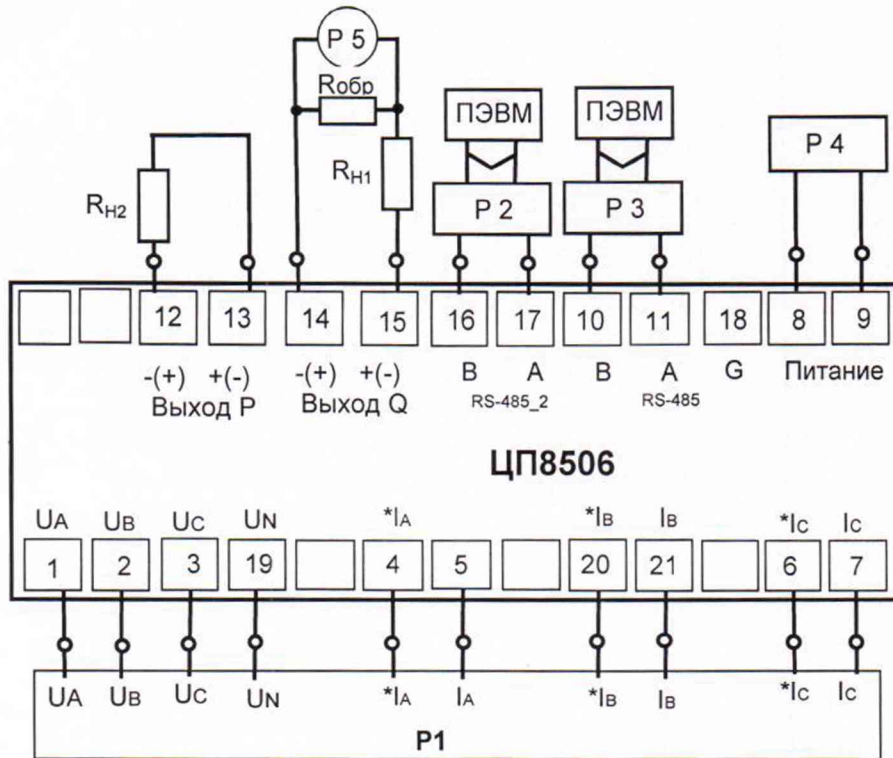 P 5
Rобр
ПЭВМ ПЭВМ
P 4
RH1
RH2
P 2 P 3
12 13 14 15 16 17 10 11 18 8 9
-(+) +(-) -(+) +(-) B A B A G Питание
Выход P Выход Q RS-485_2 RS-485
ЦП8506
UA UB UC UN *IA *IB IB *IC IC
1 2 3 19 4 5 20 21 6 7
UA UB UC UN *IA IA *IB IB *IC IC
P1